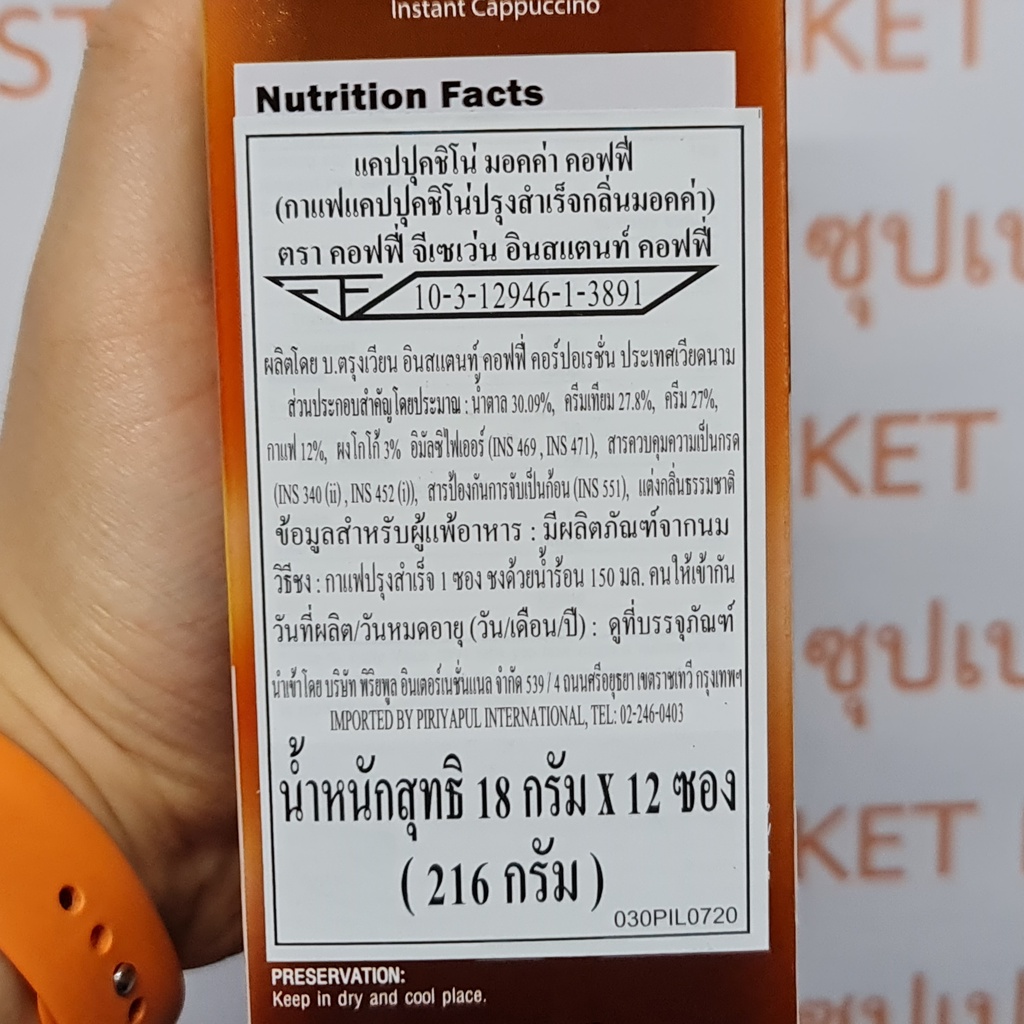 Instant Cappuccino
Nutrition Facts
แคปปุคชิโน่ มอคค่า คอฟฟี่
(กาแฟแคปปุคชิโน่ปรุงสำเร็จกลิ่นมอคค่า)
ตรา คอฟฟี่ จีเซเว่น อินสแตนท์ คอฟฟี่
10-3-12946-1-3891
ผลิตโดย บ.ตรุงเวียน อินสแตนท์ คอฟฟี่ คอร์ปอเรชั่น ประเทศเวียดนาม
ส่วนประกอบสำคัญโดยประมาณ : น้ำตาล 30.09%, ครีมเทียม 27.8%, ครีม 27%,
กาแฟ 12%, ผงโกโก้ 3% อิมัลซิไฟเออร์ (INS 469 , INS 471), สารควบคุมความเป็นกรด
(INS 340 (ii) , INS 452 (i)), สารป้องกันการจับเป็นก้อน (INS 551), แต่งกลิ่นธรรมชาติ
ข้อมูลสำหรับผู้แพ้อาหาร : มีผลิตภัณฑ์จากนม
วิธีชง : กาแฟปรุงสำเร็จ 1 ซอง ชงด้วยน้ำร้อน 150 มล. คนให้เข้ากัน
วันที่ผลิต/วันหมดอายุ (วัน/เดือน/ปี) : ดูที่บรรจุภัณฑ์
นำเข้าโดย บริษัท พิริยพูล อินเตอร์เนชั่นแนล จำกัด 539 / 4 ถนนศรีอยุธยา เขตราชเทวี กรุงเทพฯ
IMPORTED BY PIRIYAPUL INTERNATIONAL, TEL: 02-246-0403
น้ำหนักสุทธิ 18 กรัม X 12 ซอง
( 216 กรัม )
030PIL0720
PRESERVATION:
Keep in dry and cool place.
ST
KET
ซุปเ
KET
ซุปเ
KET
ซุปเ